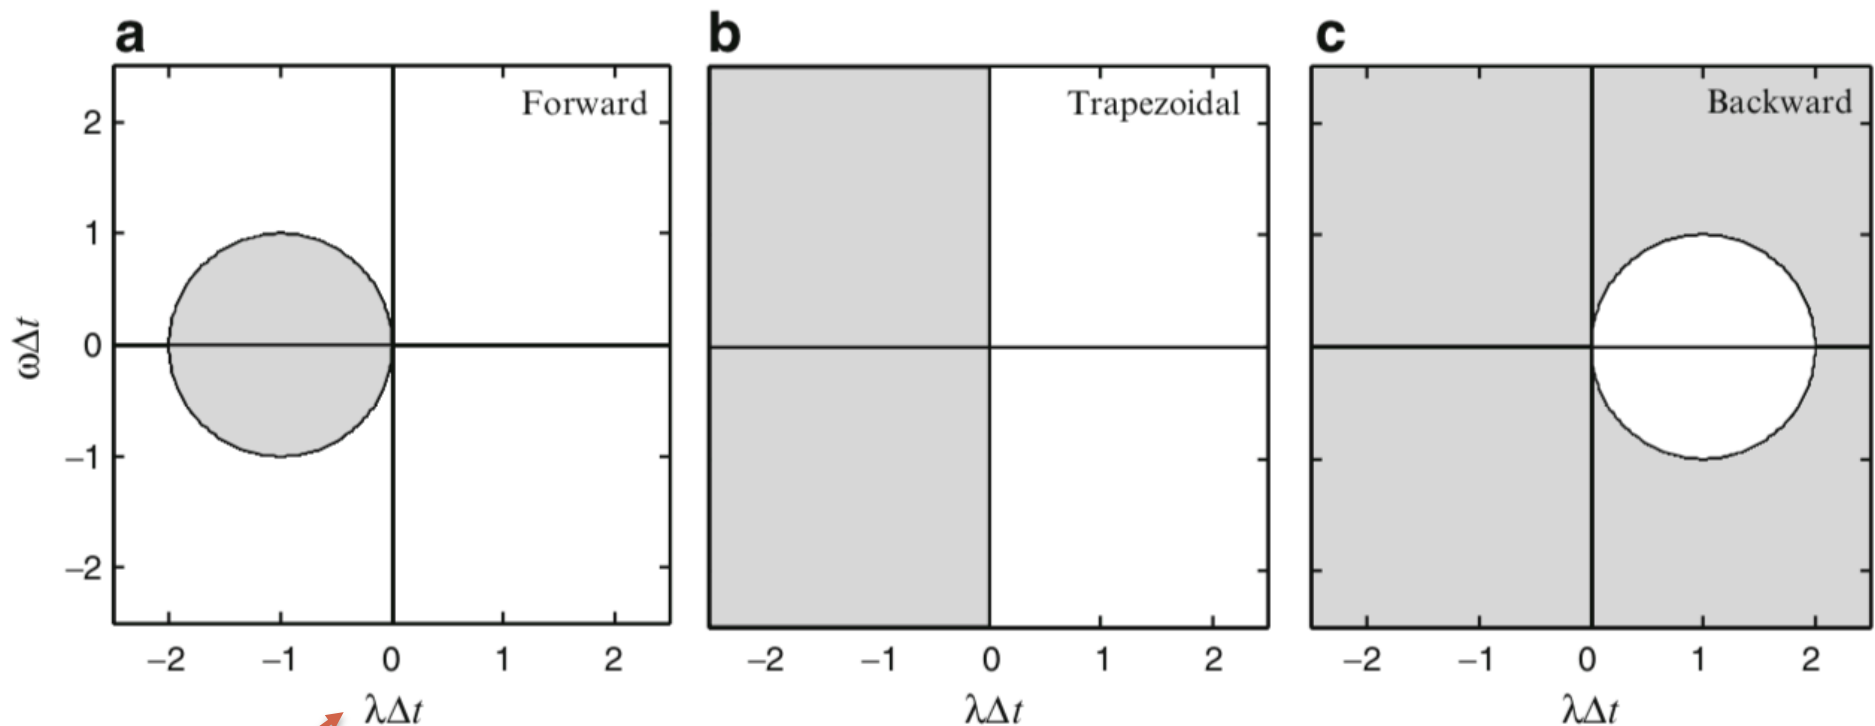 a
Forward
2
1
0
−1
−2
ωΔt
−2 −1 0 1 2
λΔt
b
Trapezoidal
−2 −1 0 1 2
λΔt
c
Backward
−2 −1 0 1 2
λΔt